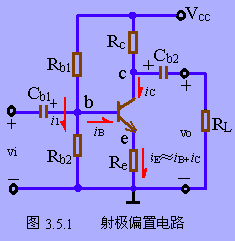 VCC
Rc
Cb2
Rb1
c
Cb1
iC
i1
b
iB
vi
vo
RL
e
Rb2
Re
iE≈iB+iC
图 3.5.1 射极偏置电路